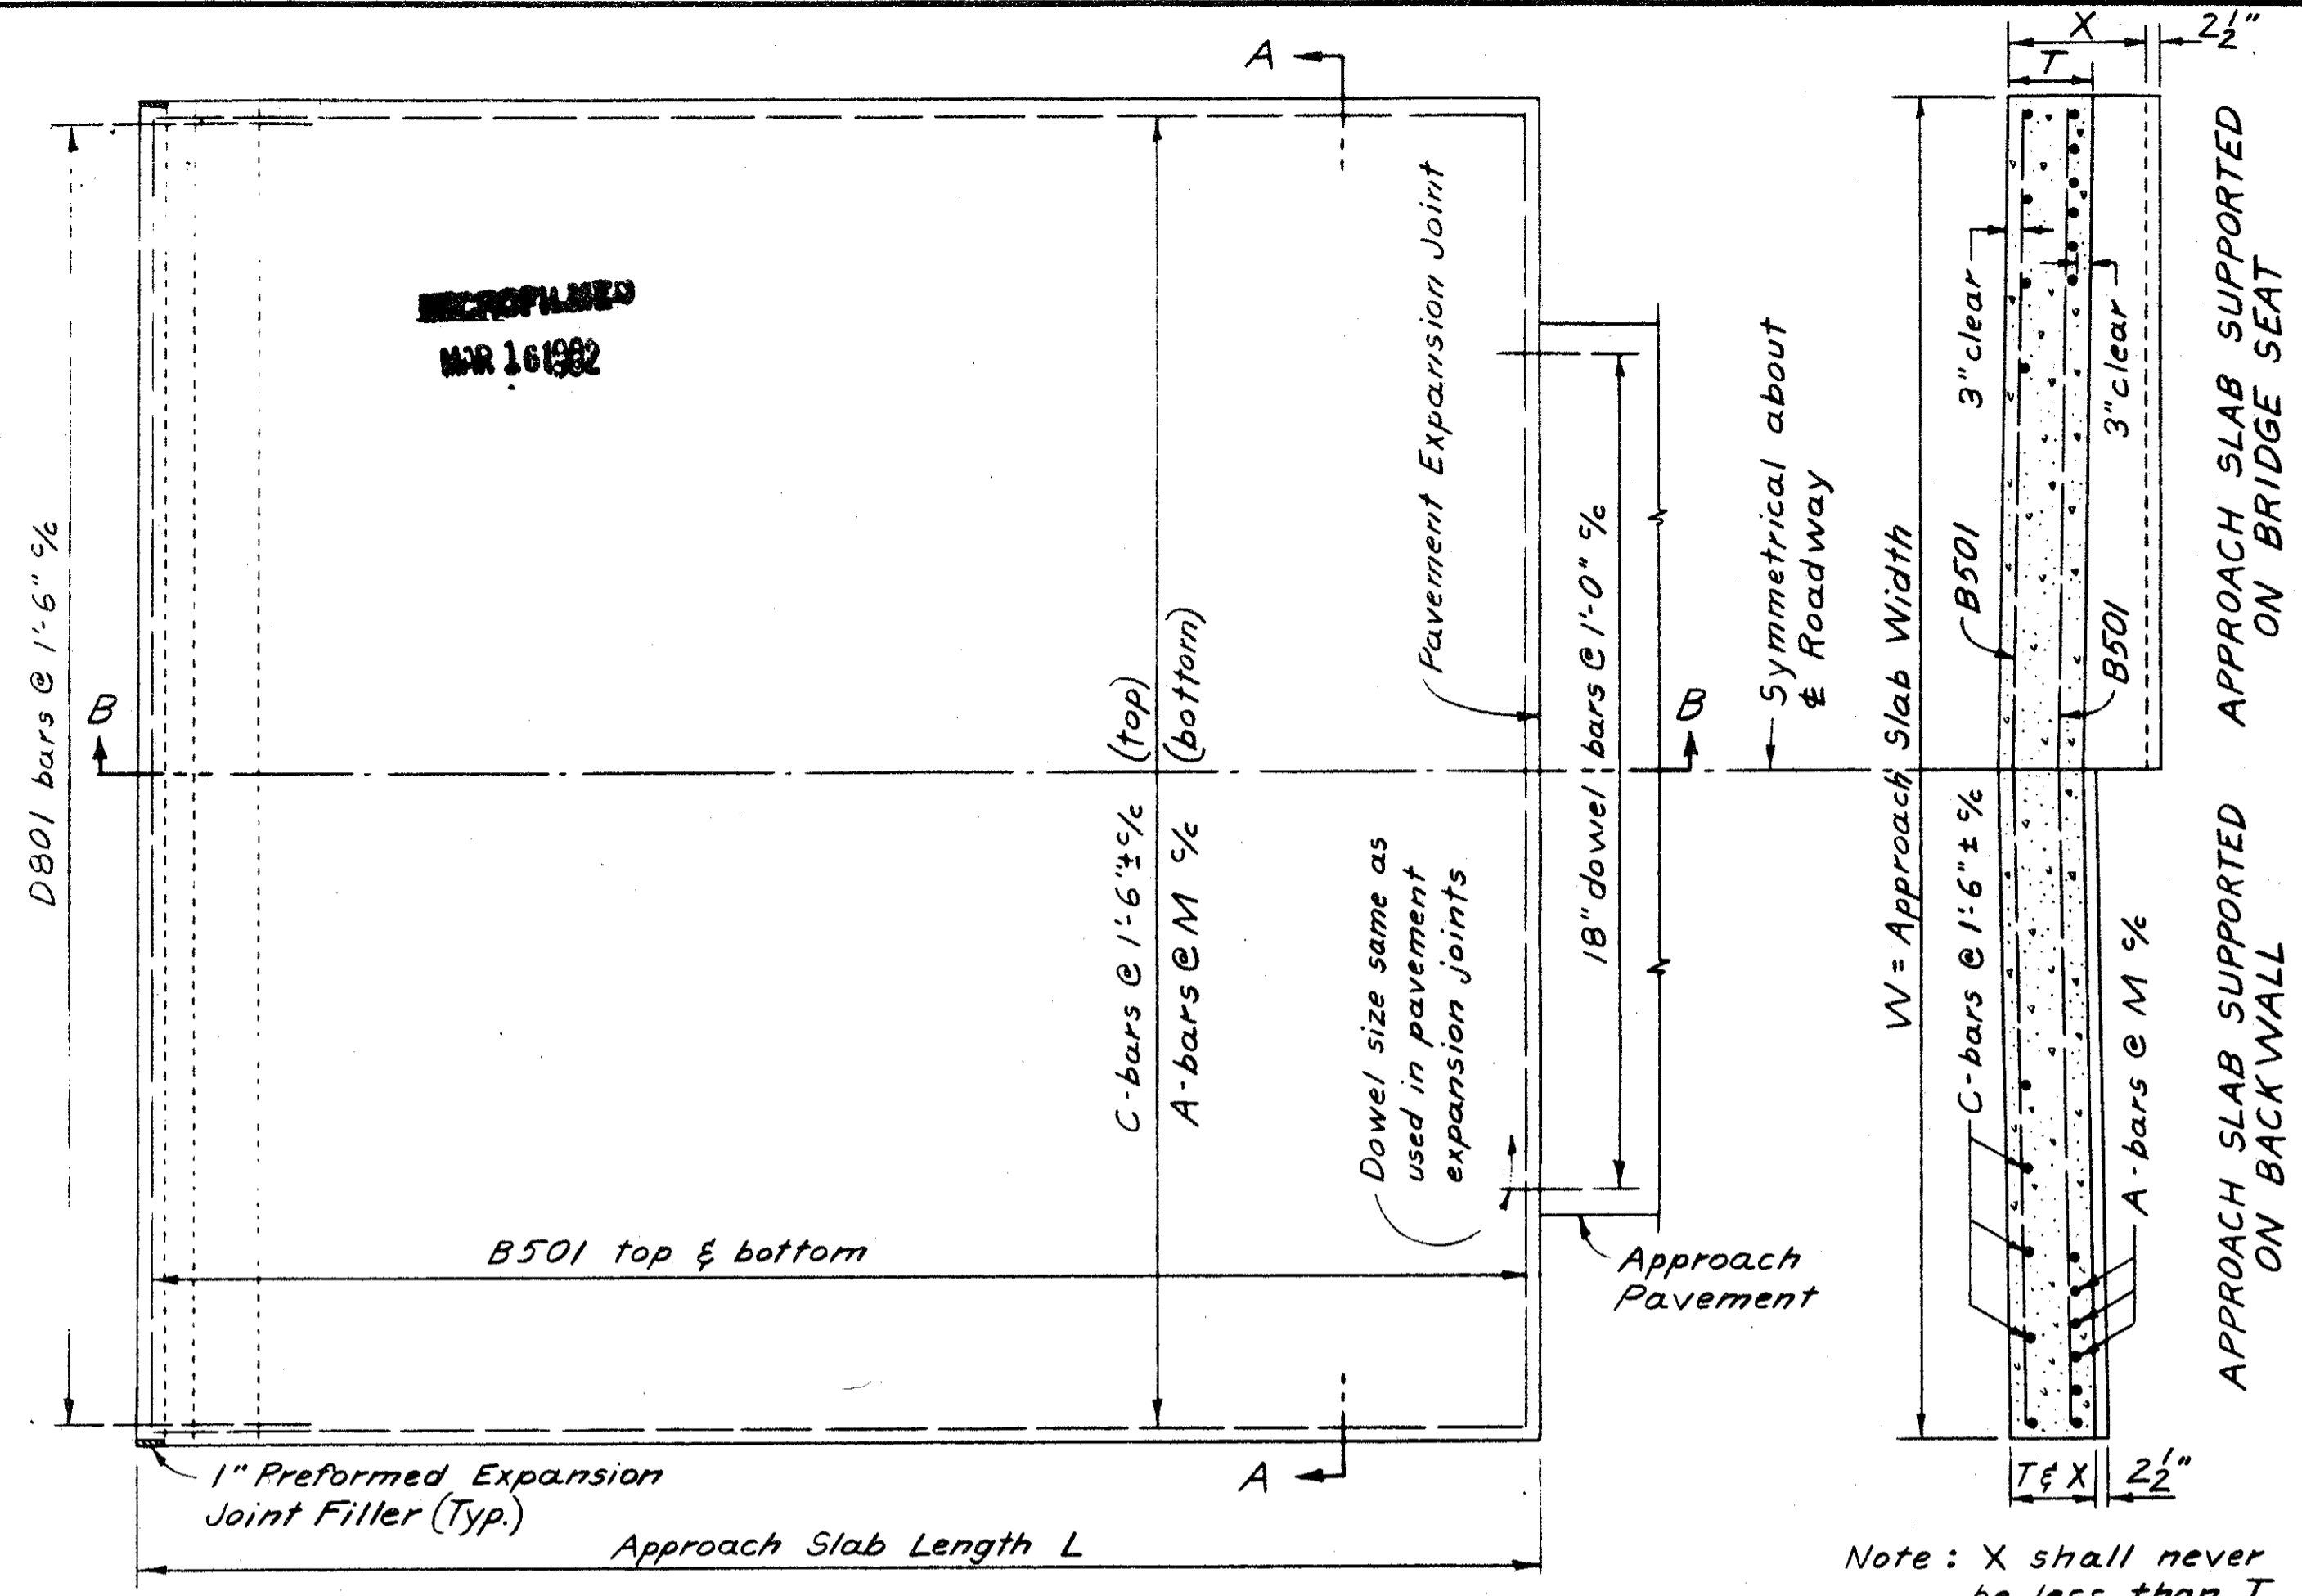 A
X
2½"
T
MICROFILMED
MAR 16 1982
D801 bars @ 1'-6" c/c
B
C-bars @ 1'-6"± c/c (top)
A-bars @ M c/c (bottom)
Pavement Expansion Joint
18" dowel bars @ 1'-0" c/c
B
Symmetrical about
℄ Roadway
Dowel size same as
used in pavement
expansion joints
B501 top & bottom
Approach
Pavement
1" Preformed Expansion
Joint Filler (Typ.)
A
Approach Slab Length L
W = Approach Slab Width
3" clear
3" clear
B501
B501
C-bars @ 1'-6"± c/c
A-bars @ M c/c
T & X
2½"
APPROACH SLAB SUPPORTED
ON BRIDGE SEAT
APPROACH SLAB SUPPORTED
ON BACKWALL
Note: X shall never
be less than T